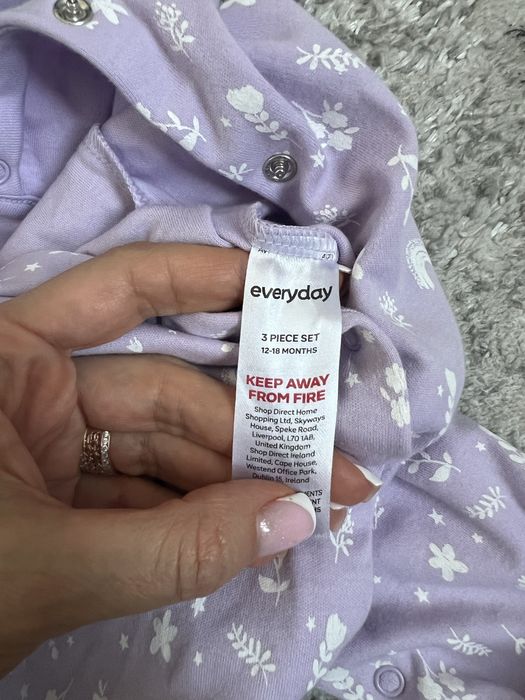 everyday
3 PIECE SET
12-18 MONTHS
KEEP AWAY
FROM FIRE
Shop Direct Home
Shopping Ltd, Skyways
House, Speke Road,
Liverpool, L70 1AB,
United Kingdom
Shop Direct Ireland
Limited, Cape House,
Westend Office Park,
Dublin 15, Ireland